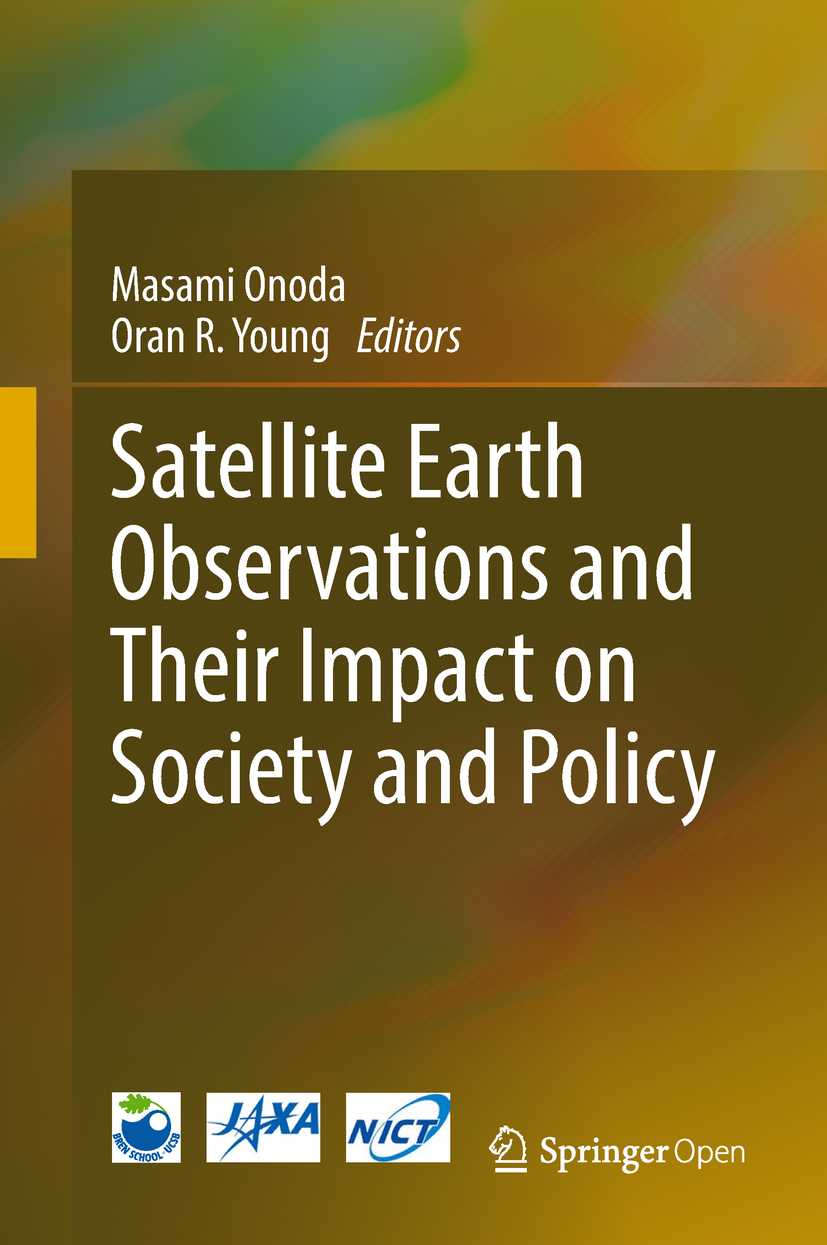 Masami Onoda
Oran R. Young Editors
Satellite Earth
Observations and
Their Impact on
Society and Policy
BREN SCHOOL · UCSB
JAXA
NICT
Springer Open